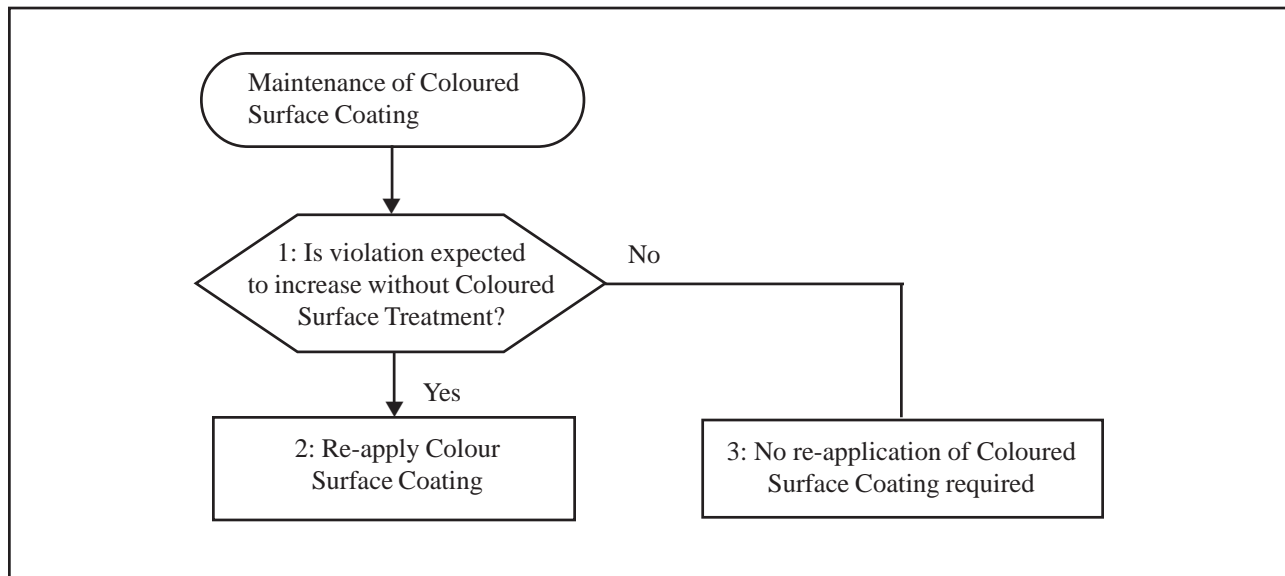 Maintenance of Coloured
Surface Coating
1: Is violation expected
to increase without Coloured
Surface Treatment?
No
Yes
2: Re-apply Colour
Surface Coating
3: No re-application of Coloured
Surface Coating required